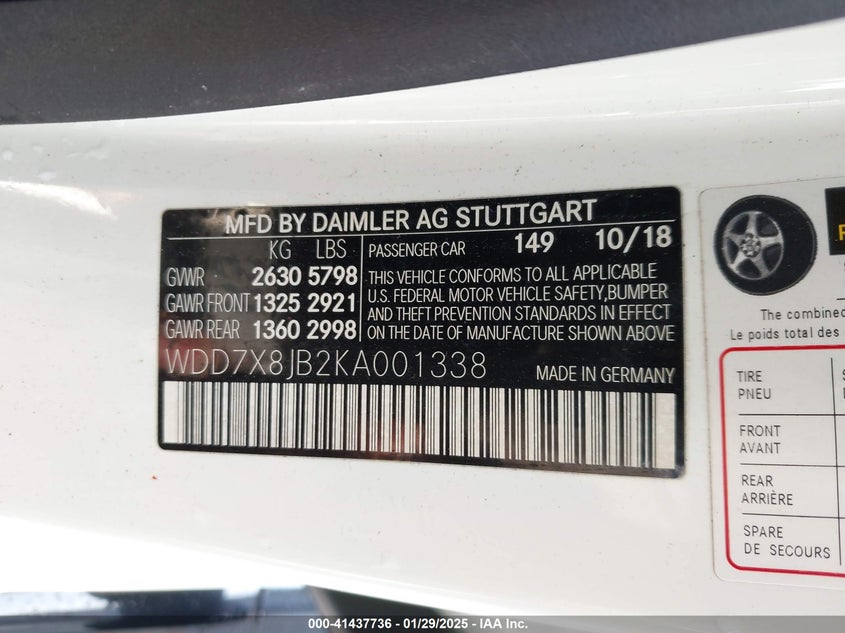 MFD BY DAIMLER AG STUTTGART
KG LBS
GVWR 2630 5798
GAWR FRONT 1325 2921
GAWR REAR 1360 2998
PASSENGER CAR 149 10/18
THIS VEHICLE CONFORMS TO ALL APPLICABLE
U.S. FEDERAL MOTOR VEHICLE SAFETY,BUMPER
AND THEFT PREVENTION STANDARDS IN EFFECT
ON THE DATE OF MANUFACTURE SHOWN ABOVE
WDD7X8JB2KA001338
MADE IN GERMANY
The combined
Le poids total des
TIRE
PNEU
FRONT
AVANT
REAR
ARRIÈRE
SPARE
DE SECOURS
000-41437736 - 01/29/2025 - IAA Inc.